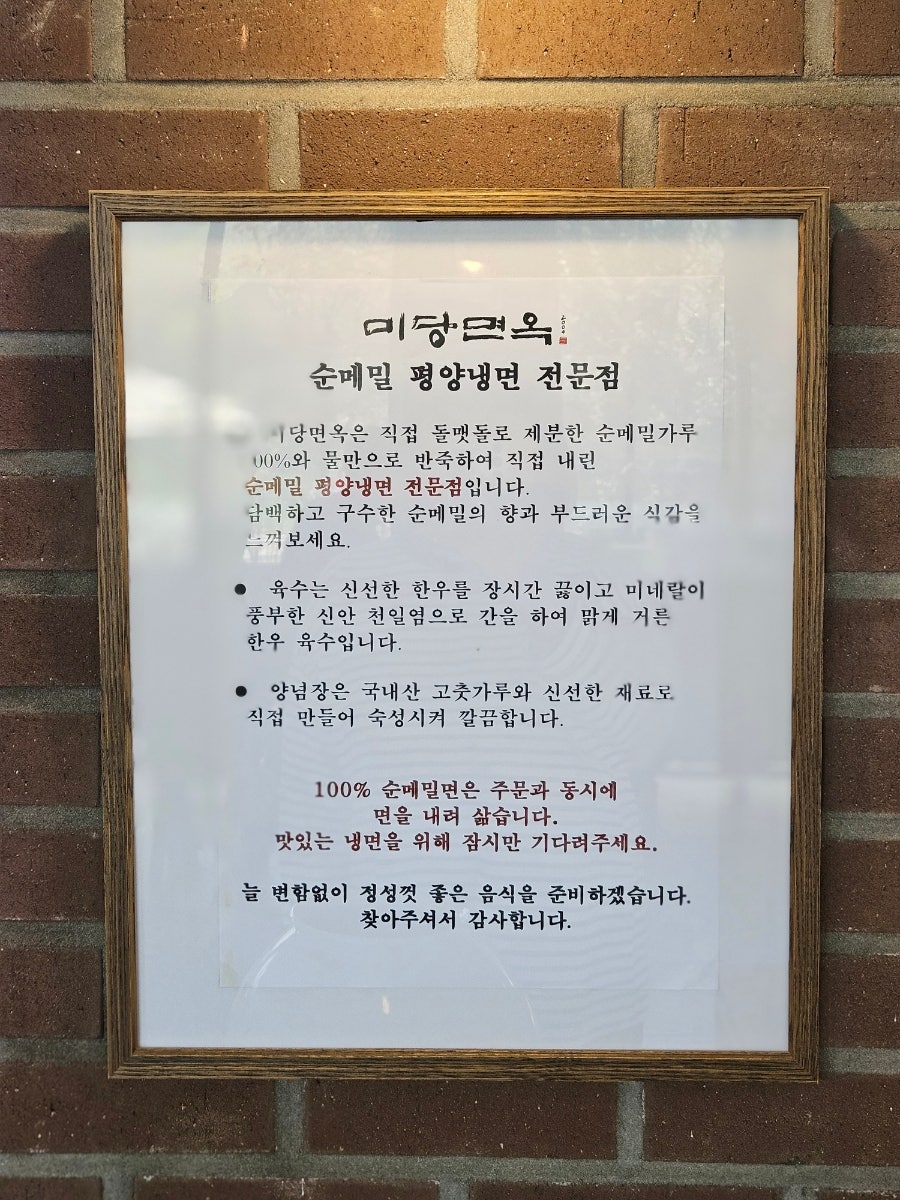 미당면옥
순메밀 평양냉면 전문점
미당면옥은 직접 돌맷돌로 제분한 순메밀가루
100%와 물만으로 반죽하여 직접 내린
순메밀 평양냉면 전문점입니다.
담백하고 구수한 순메밀의 향과 부드러운 식감을
느껴보세요.
● 육수는 신선한 한우를 장시간 끓이고 미네랄이
풍부한 신안 천일염으로 간을 하여 맑게 거른
한우 육수입니다.
● 양념장은 국내산 고춧가루와 신선한 재료로
직접 만들어 숙성시켜 깔끔합니다.
100% 순메밀면은 주문과 동시에
면을 내려 삶습니다.
맛있는 냉면을 위해 잠시만 기다려주세요.
늘 변함없이 정성껏 좋은 음식을 준비하겠습니다.
찾아주셔서 감사합니다.